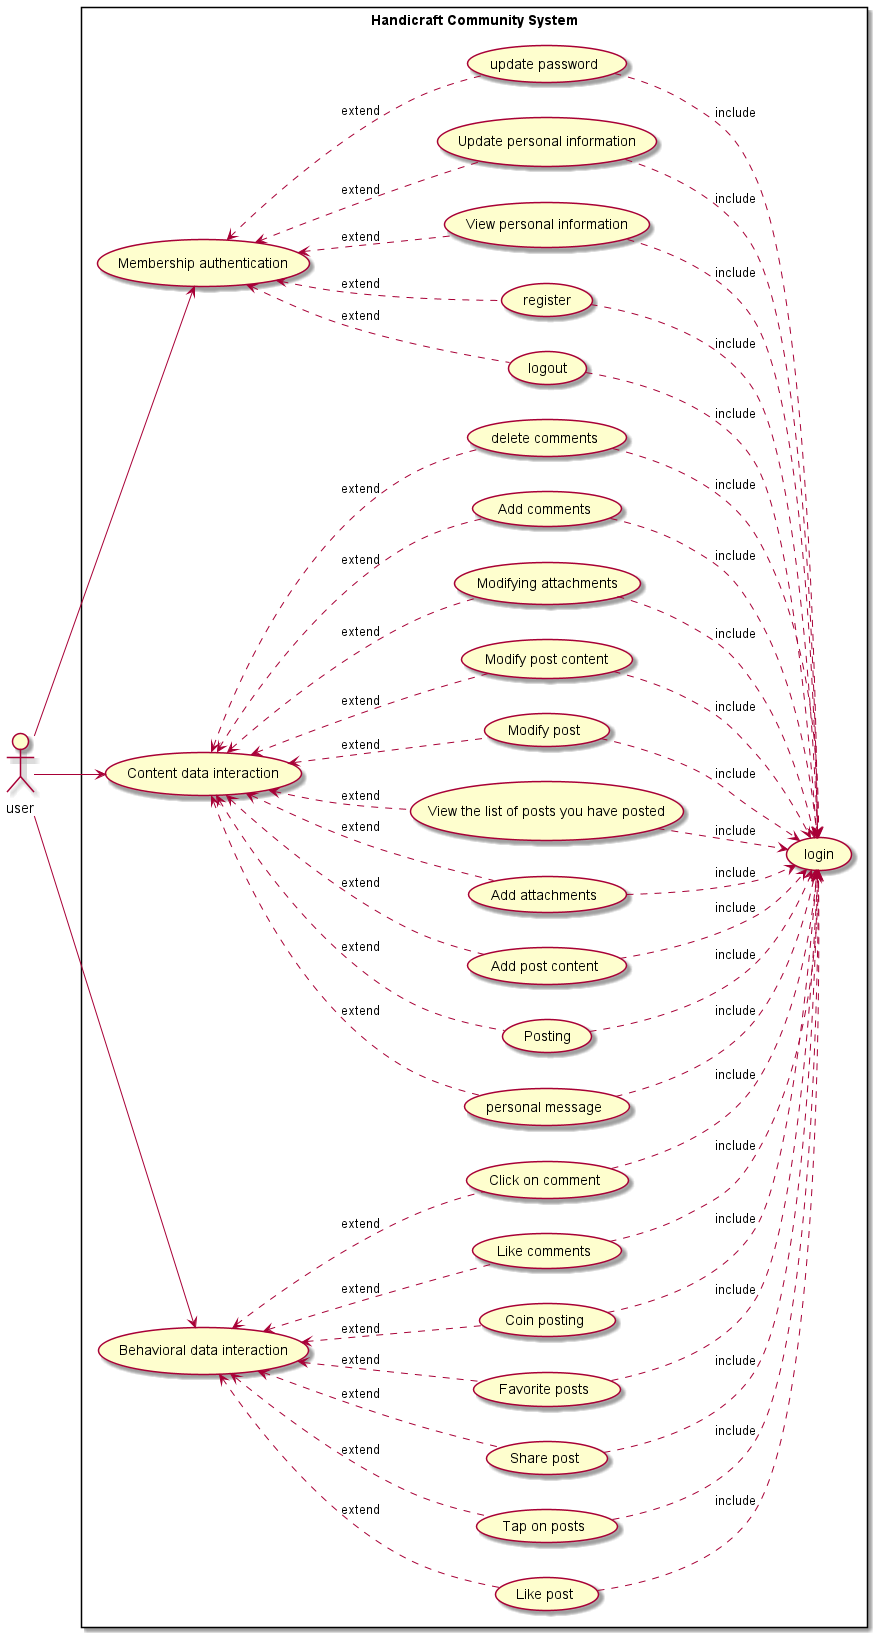 Handicraft Community System
update password
extend
include
Update personal information
extend
include
View personal information
extend
include
Membership authentication
register
extend
include
logout
extend
include
delete comments
extend
include
Add comments
extend
include
Modifying attachments
extend
include
Modify post content
extend
include
Modify post
extend
include
user
Content data interaction
View the list of posts you have posted
extend
include
login
Add attachments
extend
include
Add post content
extend
include
Posting
extend
include
personal message
extend
include
Click on comment
extend
include
Like comments
extend
include
Coin posting
extend
include
Behavioral data interaction
Favorite posts
extend
include
Share post
extend
include
Tap on posts
extend
include
Like post
extend
include